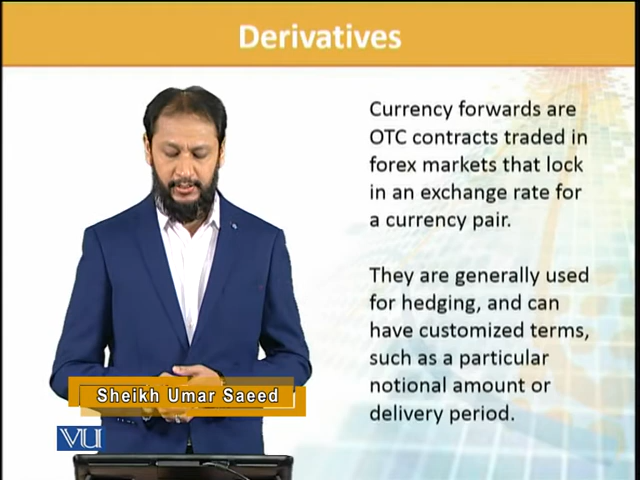 Derivatives
Currency forwards are
OTC contracts traded in
forex markets that lock
in an exchange rate for
a currency pair.
They are generally used
for hedging, and can
have customized terms,
such as a particular
notional amount or
delivery period.
Sheikh Umar Saeed
VU